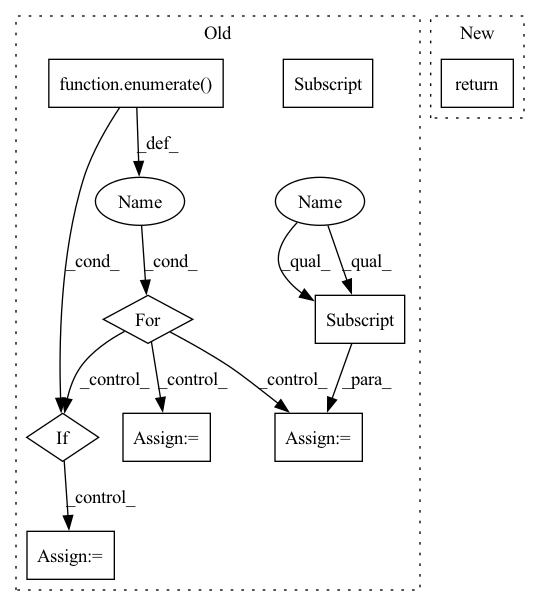 Old
New
function.enumerate()
Subscript
return
_def_
Name
Name
_cond_
_cond_
_qual_
_qual_
For
Subscript
_control_
_control_
_control_
_para_
If
Assign:=
Assign:=
_control_
Assign:=